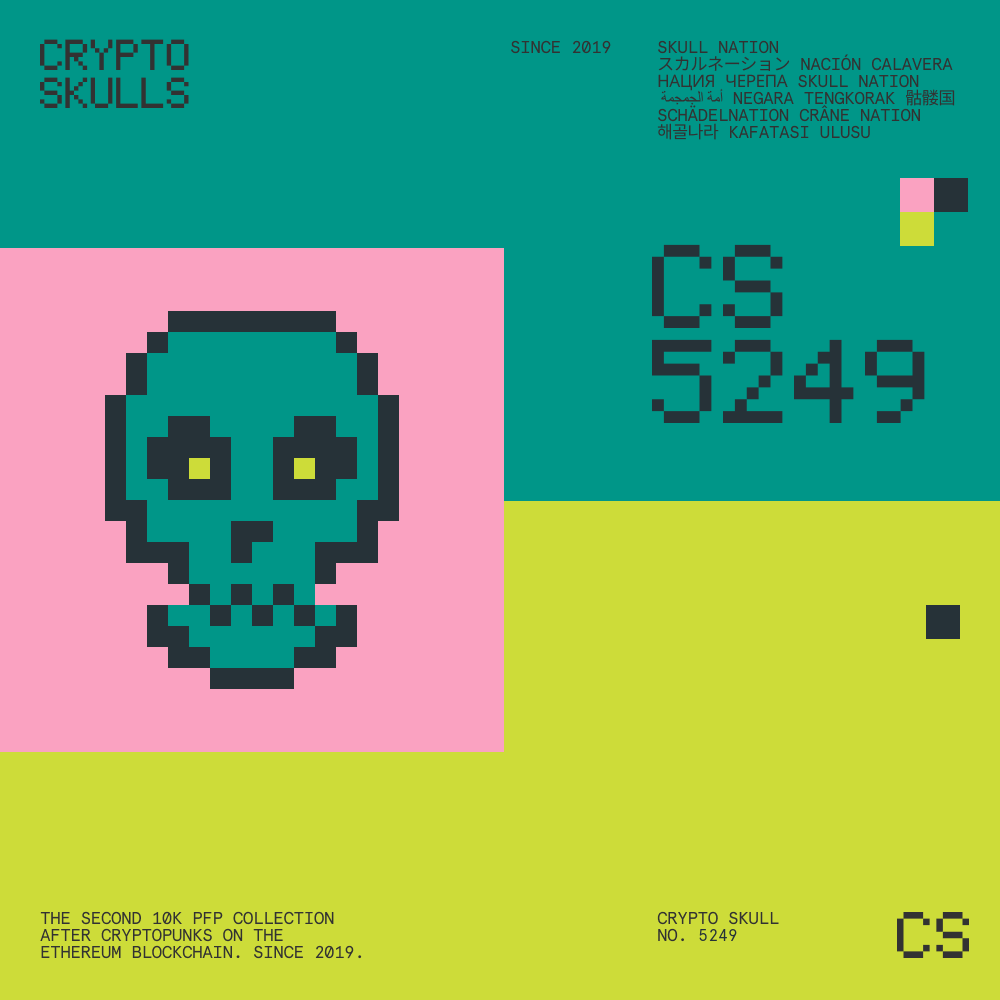 CRYPTO
SKULLS
SINCE 2019
SKULL NATION
スカルネーション NACIÓN CALAVERA
НАЦИЯ ЧЕРЕПА SKULL NATION
أمة الجمجمة NEGARA TENGKORAK 骷髅国
SCHÄDELNATION CRÂNE NATION
해골나라 KAFATASI ULUSU
CS
5249
THE SECOND 10K PFP COLLECTION
AFTER CRYPTOPUNKS ON THE
ETHEREUM BLOCKCHAIN. SINCE 2019.
CRYPTO SKULL
NO. 5249
CS